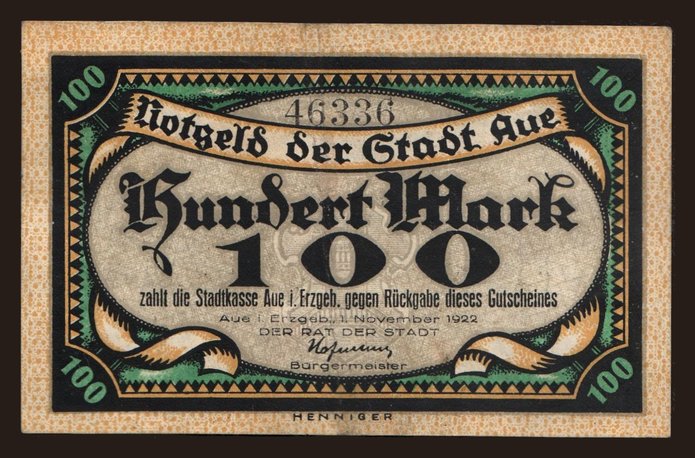 100 100
46336
Notgeld der Stadt Aue
Hundert Mark
100
zahlt die Stadtkasse Aue i. Erzgeb. gegen Rückgabe dieses Gutscheines
Aue i. Erzgeb., 1. November 1922
DER RAT DER STADT
Hofmann
Bürgermeister
100 100
HENNIGER